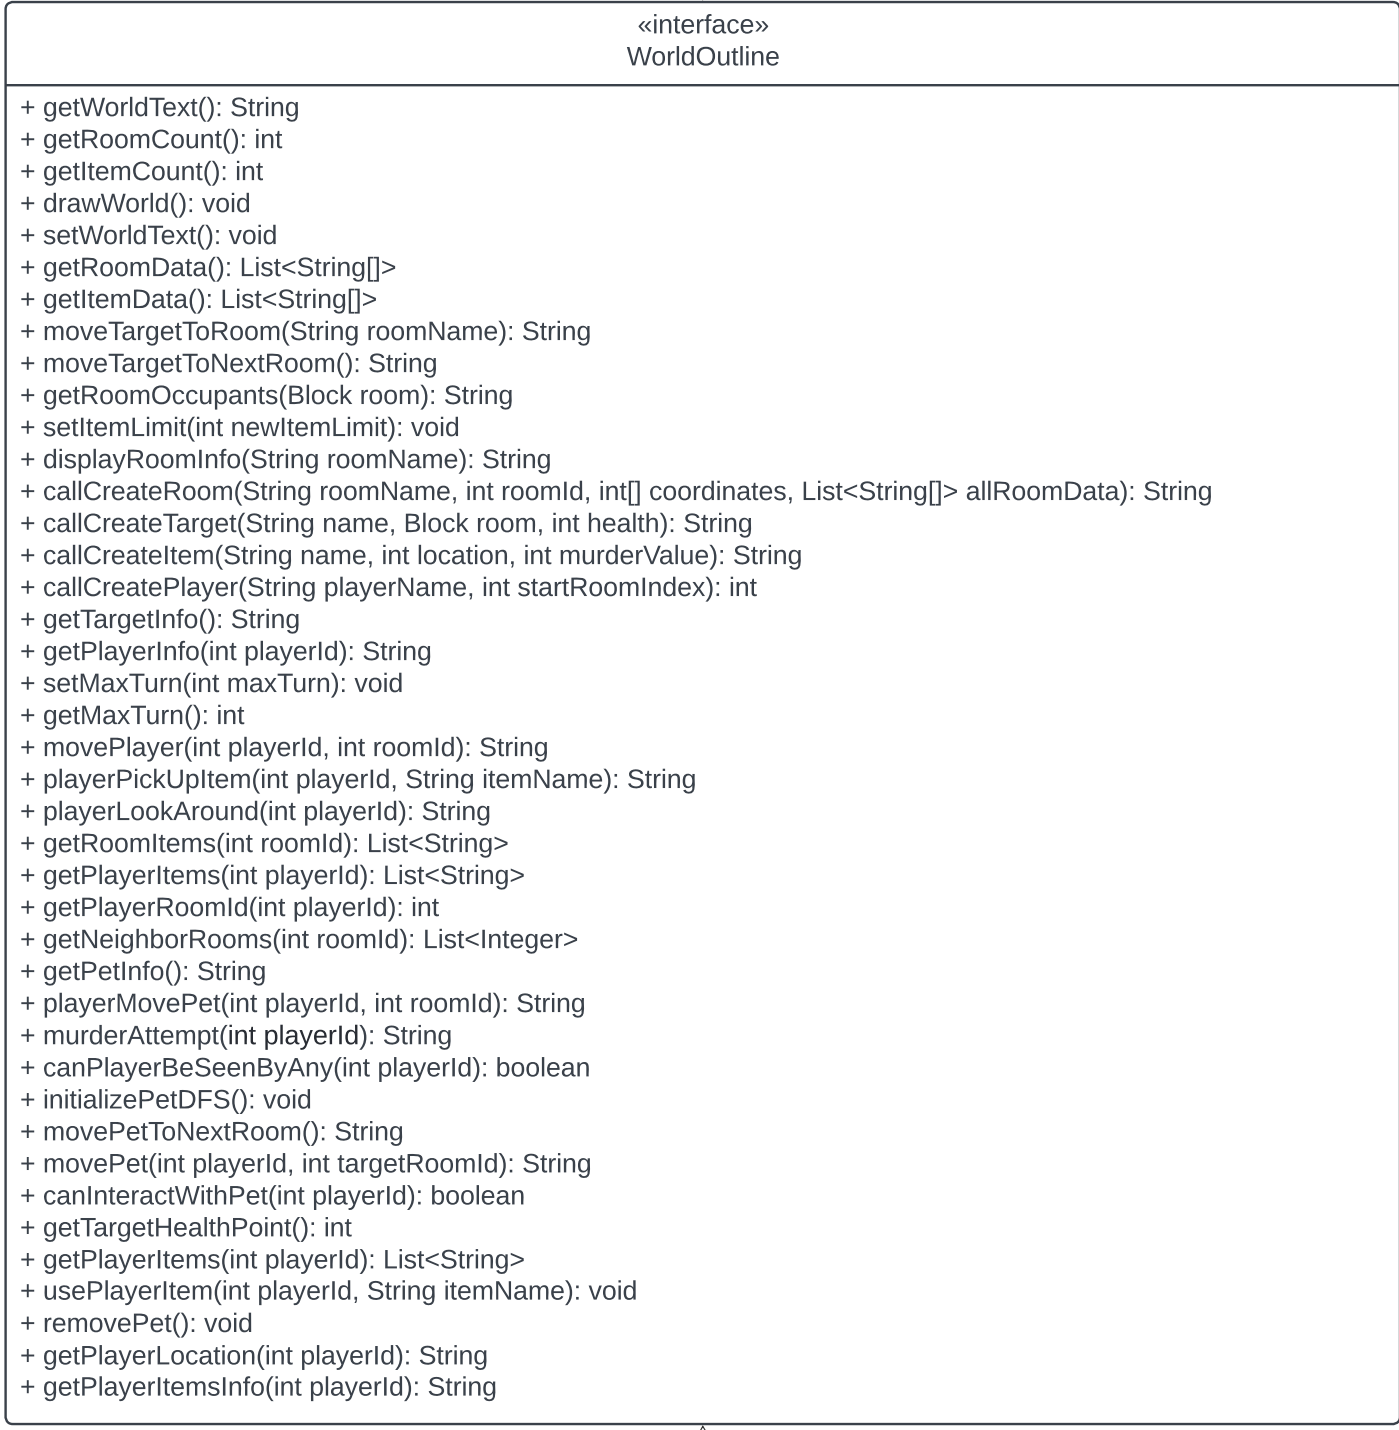 «interface»
WorldOutline
+ getWorldText(): String
+ getRoomCount(): int
+ getItemCount(): int
+ drawWorld(): void
+ setWorldText(): void
+ getRoomData(): List<String[]>
+ getItemData(): List<String[]>
+ moveTargetToRoom(String roomName): String
+ moveTargetToNextRoom(): String
+ getRoomOccupants(Block room): String
+ setItemLimit(int newItemLimit): void
+ displayRoomInfo(String roomName): String
+ callCreateRoom(String roomName, int roomId, int[] coordinates, List<String[]> allRoomData): String
+ callCreateTarget(String name, Block room, int health): String
+ callCreateItem(String name, int location, int murderValue): String
+ callCreatePlayer(String playerName, int startRoomIndex): int
+ getTargetInfo(): String
+ getPlayerInfo(int playerId): String
+ setMaxTurn(int maxTurn): void
+ getMaxTurn(): int
+ movePlayer(int playerId, int roomId): String
+ playerPickUpItem(int playerId, String itemName): String
+ playerLookAround(int playerId): String
+ getRoomItems(int roomId): List<String>
+ getPlayerItems(int playerId): List<String>
+ getPlayerRoomId(int playerId): int
+ getNeighborRooms(int roomId): List<Integer>
+ getPetInfo(): String
+ playerMovePet(int playerId, int roomId): String
+ murderAttempt(int playerId): String
+ canPlayerBeSeenByAny(int playerId): boolean
+ initializePetDFS(): void
+ movePetToNextRoom(): String
+ movePet(int playerId, int targetRoomId): String
+ canInteractWithPet(int playerId): boolean
+ getTargetHealthPoint(): int
+ getPlayerItems(int playerId): List<String>
+ usePlayerItem(int playerId, String itemName): void
+ removePet(): void
+ getPlayerLocation(int playerId): String
+ getPlayerItemsInfo(int playerId): String